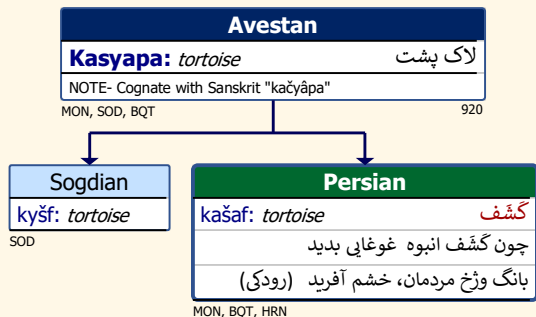 Avestan
Kasyapa: tortoise لاک پشت
NOTE- Cognate with Sanskrit "kačyâpa"
MON, SOD, BQT 920
Sogdian
kyšf: tortoise
SOD
Persian
kašaf: tortoise کَشَف
چون کَشَف انبوه غوغایی بدید
بانگ وژخ مردمان، خشم آفرید (رودکی)
MON, BQT, HRN